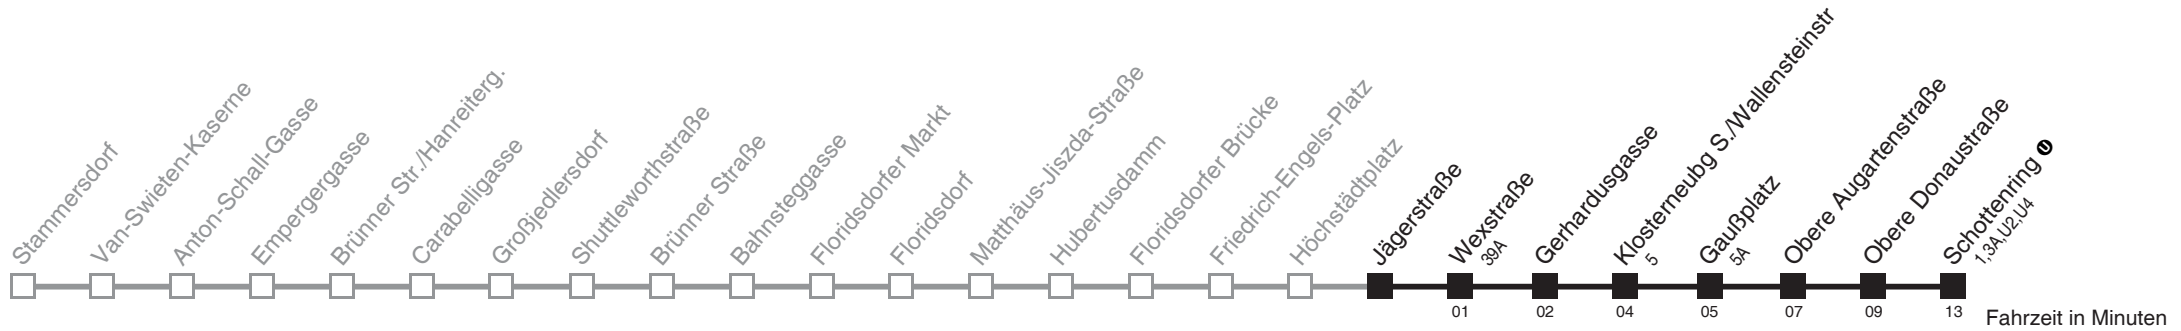 Stammersdorf
Van-Swieten-Kaserne
Anton-Schall-Gasse
Empergergasse
Brünner Str./Hanreiterg.
Carabelligasse
Großjedlersdorf
Shuttleworthstraße
Brünner Straße
Bahnsteggasse
Floridsdorfer Markt
Floridsdorf
Matthäus-Jiszda-Straße
Hubertusdamm
Floridsdorfer Brücke
Friedrich-Engels-Platz
Höchstädtplatz
Jägerstraße
Wexstraße
39A
Gerhardusgasse
Klosterneubg S./Wallensteinstr
5
Gaußplatz
5A
Obere Augartenstraße
Obere Donaustraße
Schottenring U
1,3A,U2,U4
01 02 04 05 07 09 13
Fahrzeit in Minuten